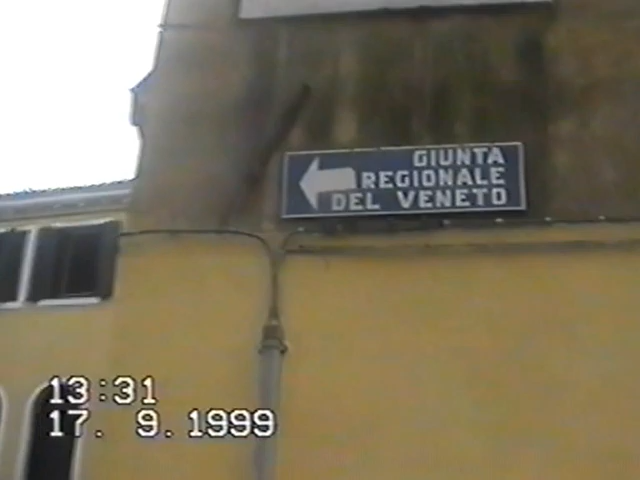 GIUNTA
REGIONALE
DEL VENETO
13:31
17. 9.1999